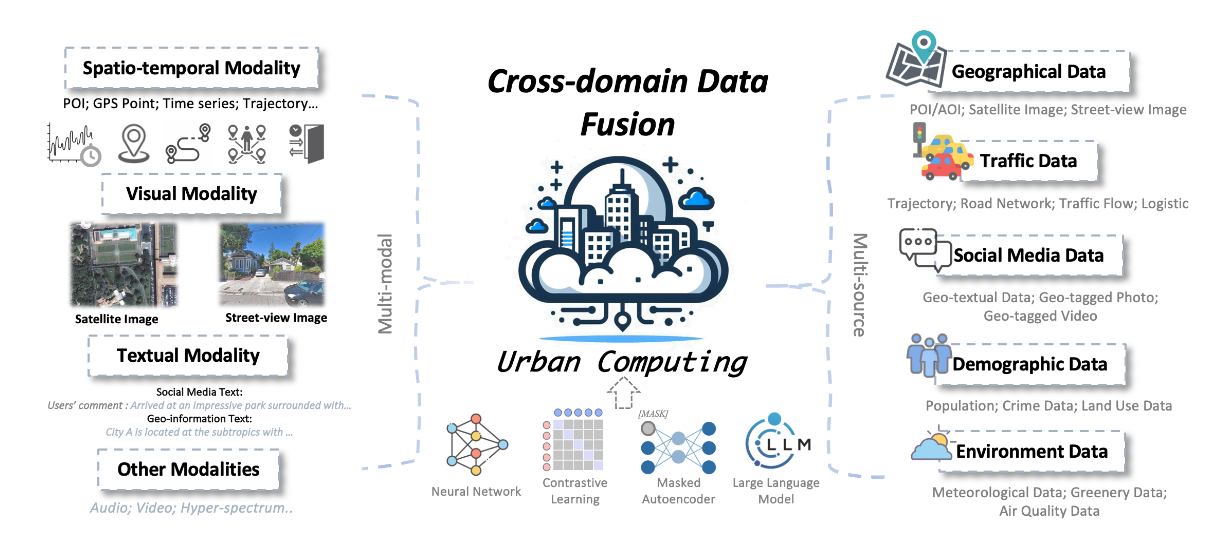 Spatio-temporal Modality
POI; GPS Point; Time series; Trajectory…
Visual Modality
Satellite Image
Street-view Image
Textual Modality
Social Media Text:
Users' comment : Arrived at an impressive park surrounded with…
Geo-information Text:
City A is located at the subtropics with …
Other Modalities
Audio; Video; Hyper-spectrum..
Multi-modal
Cross-domain Data
Fusion
Urban Computing
Neural Network
Contrastive
Learning
[MASK]
Masked
Autoencoder
LLM
Large Language
Model
Multi-source
Geographical Data
POI/AOI; Satellite Image; Street-view Image
Traffic Data
Trajectory; Road Network; Traffic Flow; Logistic
Social Media Data
Geo-textual Data; Geo-tagged Photo;
Geo-tagged Video
Demographic Data
Population; Crime Data; Land Use Data
Environment Data
Meteorological Data; Greenery Data;
Air Quality Data